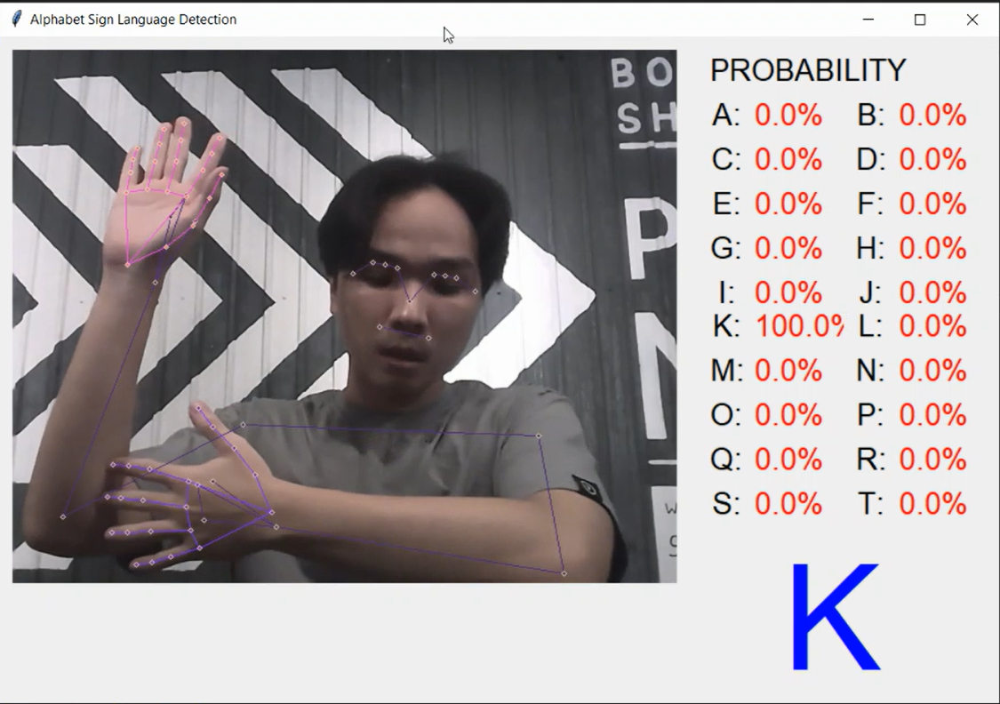 Alphabet Sign Language Detection
BO
SH
P
N
PROBABILITY
A: 0.0% B: 0.0%
C: 0.0% D: 0.0%
E: 0.0% F: 0.0%
G: 0.0% H: 0.0%
I: 0.0% J: 0.0%
K: 100.0% L: 0.0%
M: 0.0% N: 0.0%
O: 0.0% P: 0.0%
Q: 0.0% R: 0.0%
S: 0.0% T: 0.0%
K